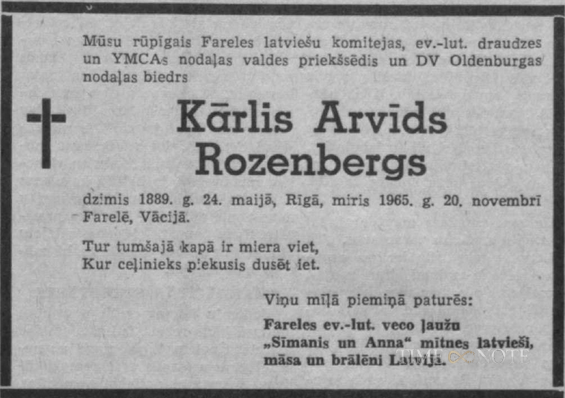 Mūsu rūpīgais Fareles latviešu komitejas, ev.-lut. draudzes
un YMCAs nodaļas valdes priekšsēdis un DV Oldenburgas
nodaļas biedrs
Kārlis Arvīds
Rozenbergs
dzimis 1889. g. 24. maijā, Rīgā, miris 1965. g. 20. novembrī
Farelē, Vācijā.
Tur tumšajā kapā ir miera viet,
Kur ceļinieks piekusis dusēt iet.
Viņu mīļā piemiņā paturēs:
Fareles ev.-lut. veco ļaužu
„Sīmanis un Anna“ mītnes latvieši,
māsa un brālēni Latvijā.
TIMENOTE